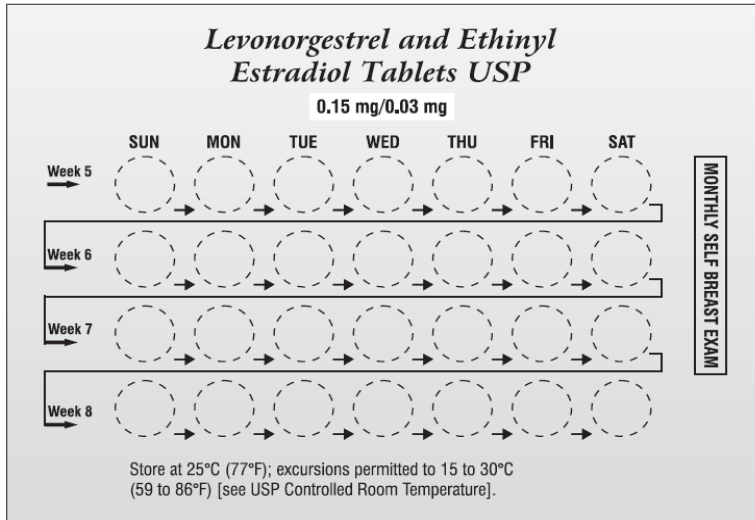 Levonorgestrel and Ethinyl
Estradiol Tablets USP
0.15 mg/0.03 mg
SUN MON TUE WED THU FRI SAT
Week 5
Week 6
Week 7
Week 8
MONTHLY SELF BREAST EXAM
Store at 25°C (77°F); excursions permitted to 15 to 30°C
(59 to 86°F) [see USP Controlled Room Temperature].